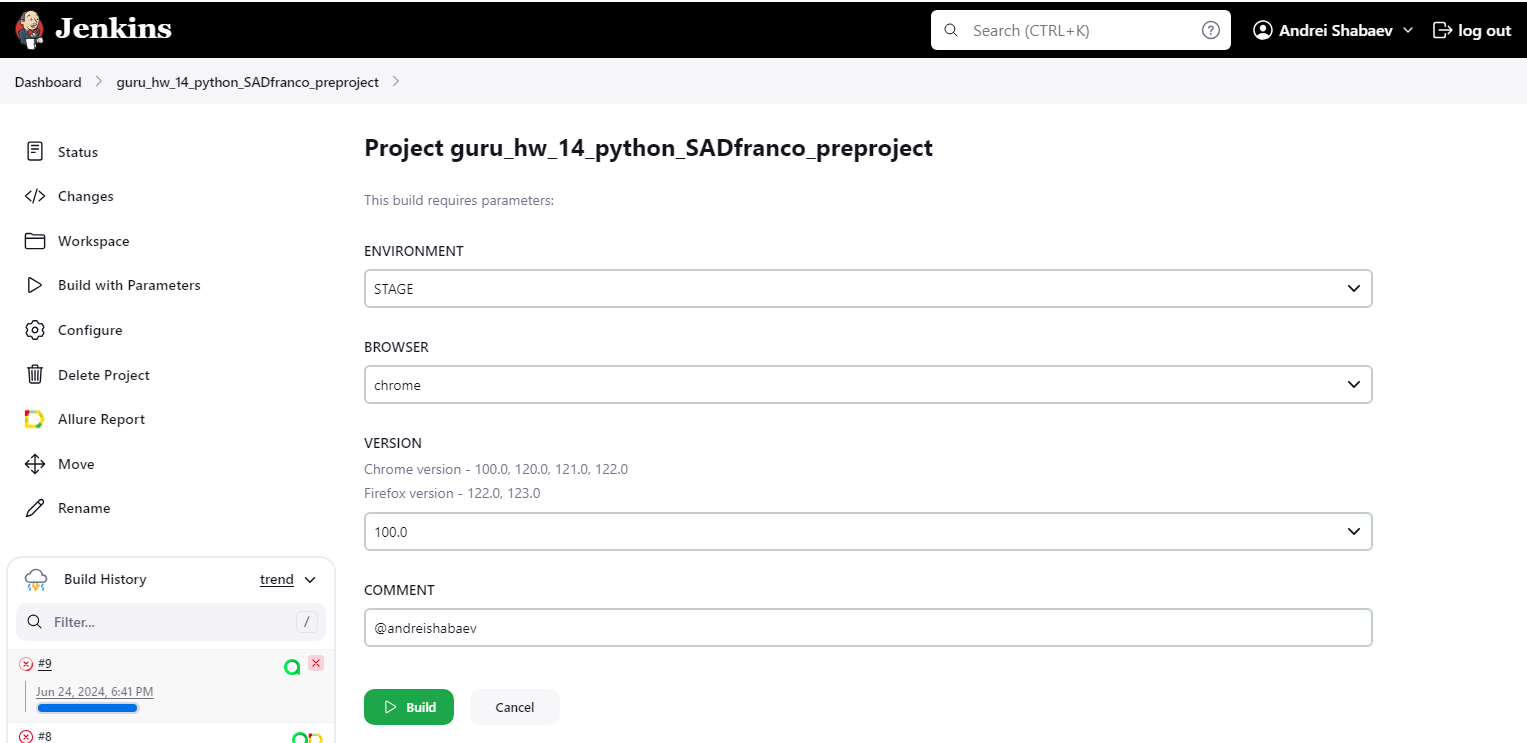 Jenkins
Search (CTRL+K)
?
Andrei Shabaev
log out
Dashboard
guru_hw_14_python_SADfranco_preproject
Status
Changes
Workspace
Build with Parameters
Configure
Delete Project
Allure Report
Move
Rename
Build History
trend
Filter...
/
#9
Jun 24, 2024, 6:41 PM
#8
Project guru_hw_14_python_SADfranco_preproject
This build requires parameters:
ENVIRONMENT
STAGE
BROWSER
chrome
VERSION
Chrome version - 100.0, 120.0, 121.0, 122.0
Firefox version - 122.0, 123.0
100.0
COMMENT
@andreishabaev
Build
Cancel